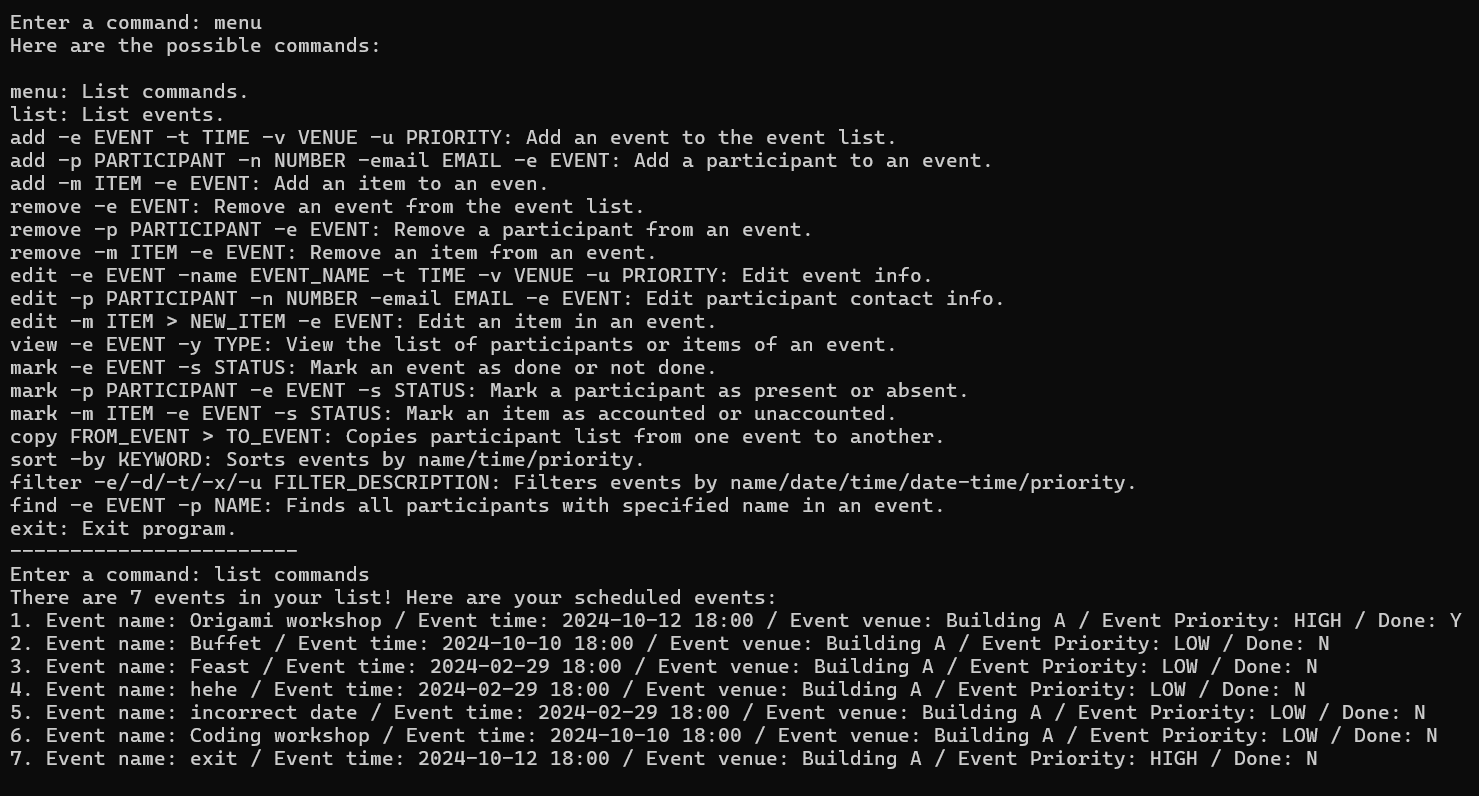 Enter a command: menu
Here are the possible commands:
menu: List commands.
list: List events.
add -e EVENT -t TIME -v VENUE -u PRIORITY: Add an event to the event list.
add -p PARTICIPANT -n NUMBER -email EMAIL -e EVENT: Add a participant to an event.
add -m ITEM -e EVENT: Add an item to an even.
remove -e EVENT: Remove an event from the event list.
remove -p PARTICIPANT -e EVENT: Remove a participant from an event.
remove -m ITEM -e EVENT: Remove an item from an event.
edit -e EVENT -name EVENT_NAME -t TIME -v VENUE -u PRIORITY: Edit event info.
edit -p PARTICIPANT -n NUMBER -email EMAIL -e EVENT: Edit participant contact info.
edit -m ITEM > NEW_ITEM -e EVENT: Edit an item in an event.
view -e EVENT -y TYPE: View the list of participants or items of an event.
mark -e EVENT -s STATUS: Mark an event as done or not done.
mark -p PARTICIPANT -e EVENT -s STATUS: Mark a participant as present or absent.
mark -m ITEM -e EVENT -s STATUS: Mark an item as accounted or unaccounted.
copy FROM_EVENT > TO_EVENT: Copies participant list from one event to another.
sort -by KEYWORD: Sorts events by name/time/priority.
filter -e/-d/-t/-x/-u FILTER_DESCRIPTION: Filters events by name/date/time/date-time/priority.
find -e EVENT -p NAME: Finds all participants with specified name in an event.
exit: Exit program.
------------------------
Enter a command: list commands
There are 7 events in your list! Here are your scheduled events:
1. Event name: Origami workshop / Event time: 2024-10-12 18:00 / Event venue: Building A / Event Priority: HIGH / Done: Y
2. Event name: Buffet / Event time: 2024-10-10 18:00 / Event venue: Building A / Event Priority: LOW / Done: N
3. Event name: Feast / Event time: 2024-02-29 18:00 / Event venue: Building A / Event Priority: LOW / Done: N
4. Event name: hehe / Event time: 2024-02-29 18:00 / Event venue: Building A / Event Priority: LOW / Done: N
5. Event name: incorrect date / Event time: 2024-02-29 18:00 / Event venue: Building A / Event Priority: LOW / Done: N
6. Event name: Coding workshop / Event time: 2024-10-10 18:00 / Event venue: Building A / Event Priority: LOW / Done: N
7. Event name: exit / Event time: 2024-10-12 18:00 / Event venue: Building A / Event Priority: HIGH / Done: N